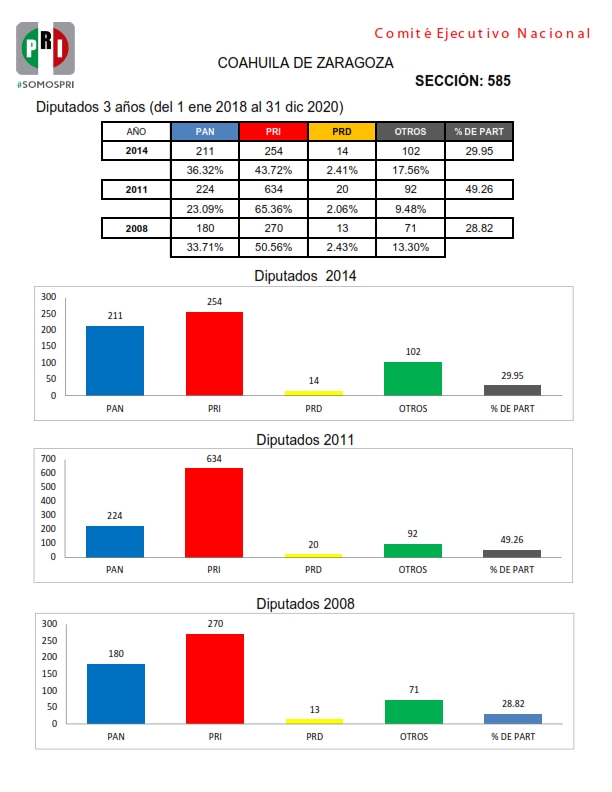 Comité Ejecutivo Nacional
PRI
#SOMOSPRI
COAHUILA DE ZARAGOZA
SECCIÓN: 585
Diputados 3 años (del 1 ene 2018 al 31 dic 2020)
AÑO PAN PRI PRD OTROS % DE PART
2014 211 254 14 102 29.95
36.32% 43.72% 2.41% 17.56%
2011 224 634 20 92 49.26
23.09% 65.36% 2.06% 9.48%
2008 180 270 13 71 28.82
33.71% 50.56% 2.43% 13.30%
Diputados 2014
300
250
200
150
100
50
0
211
254
14
102
29.95
PAN PRI PRD OTROS % DE PART
Diputados 2011
700
600
500
400
300
200
100
0
224
634
20
92
49.26
PAN PRI PRD OTROS % DE PART
Diputados 2008
300
250
200
150
100
50
0
180
270
13
71
28.82
PAN PRI PRD OTROS % DE PART